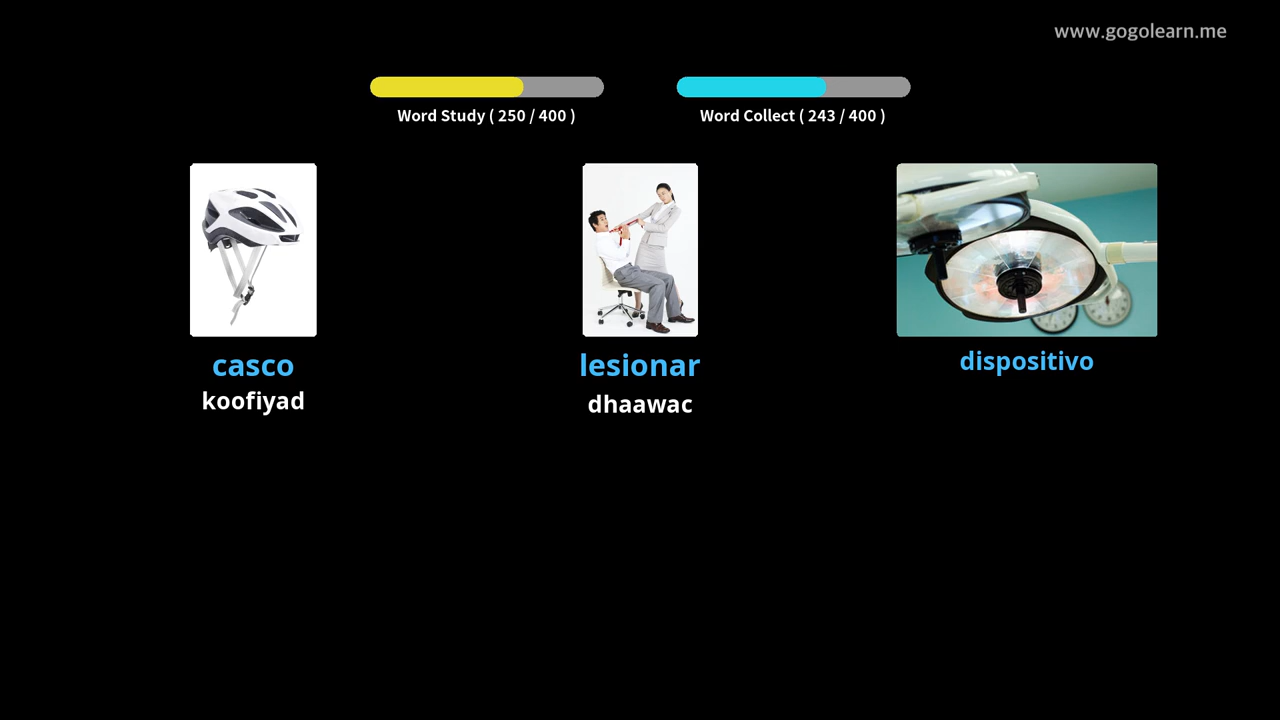 www.gogolearn.me
Word Study ( 250 / 400 )
Word Collect ( 243 / 400 )
casco
koofiyad
lesionar
dhaawac
dispositivo